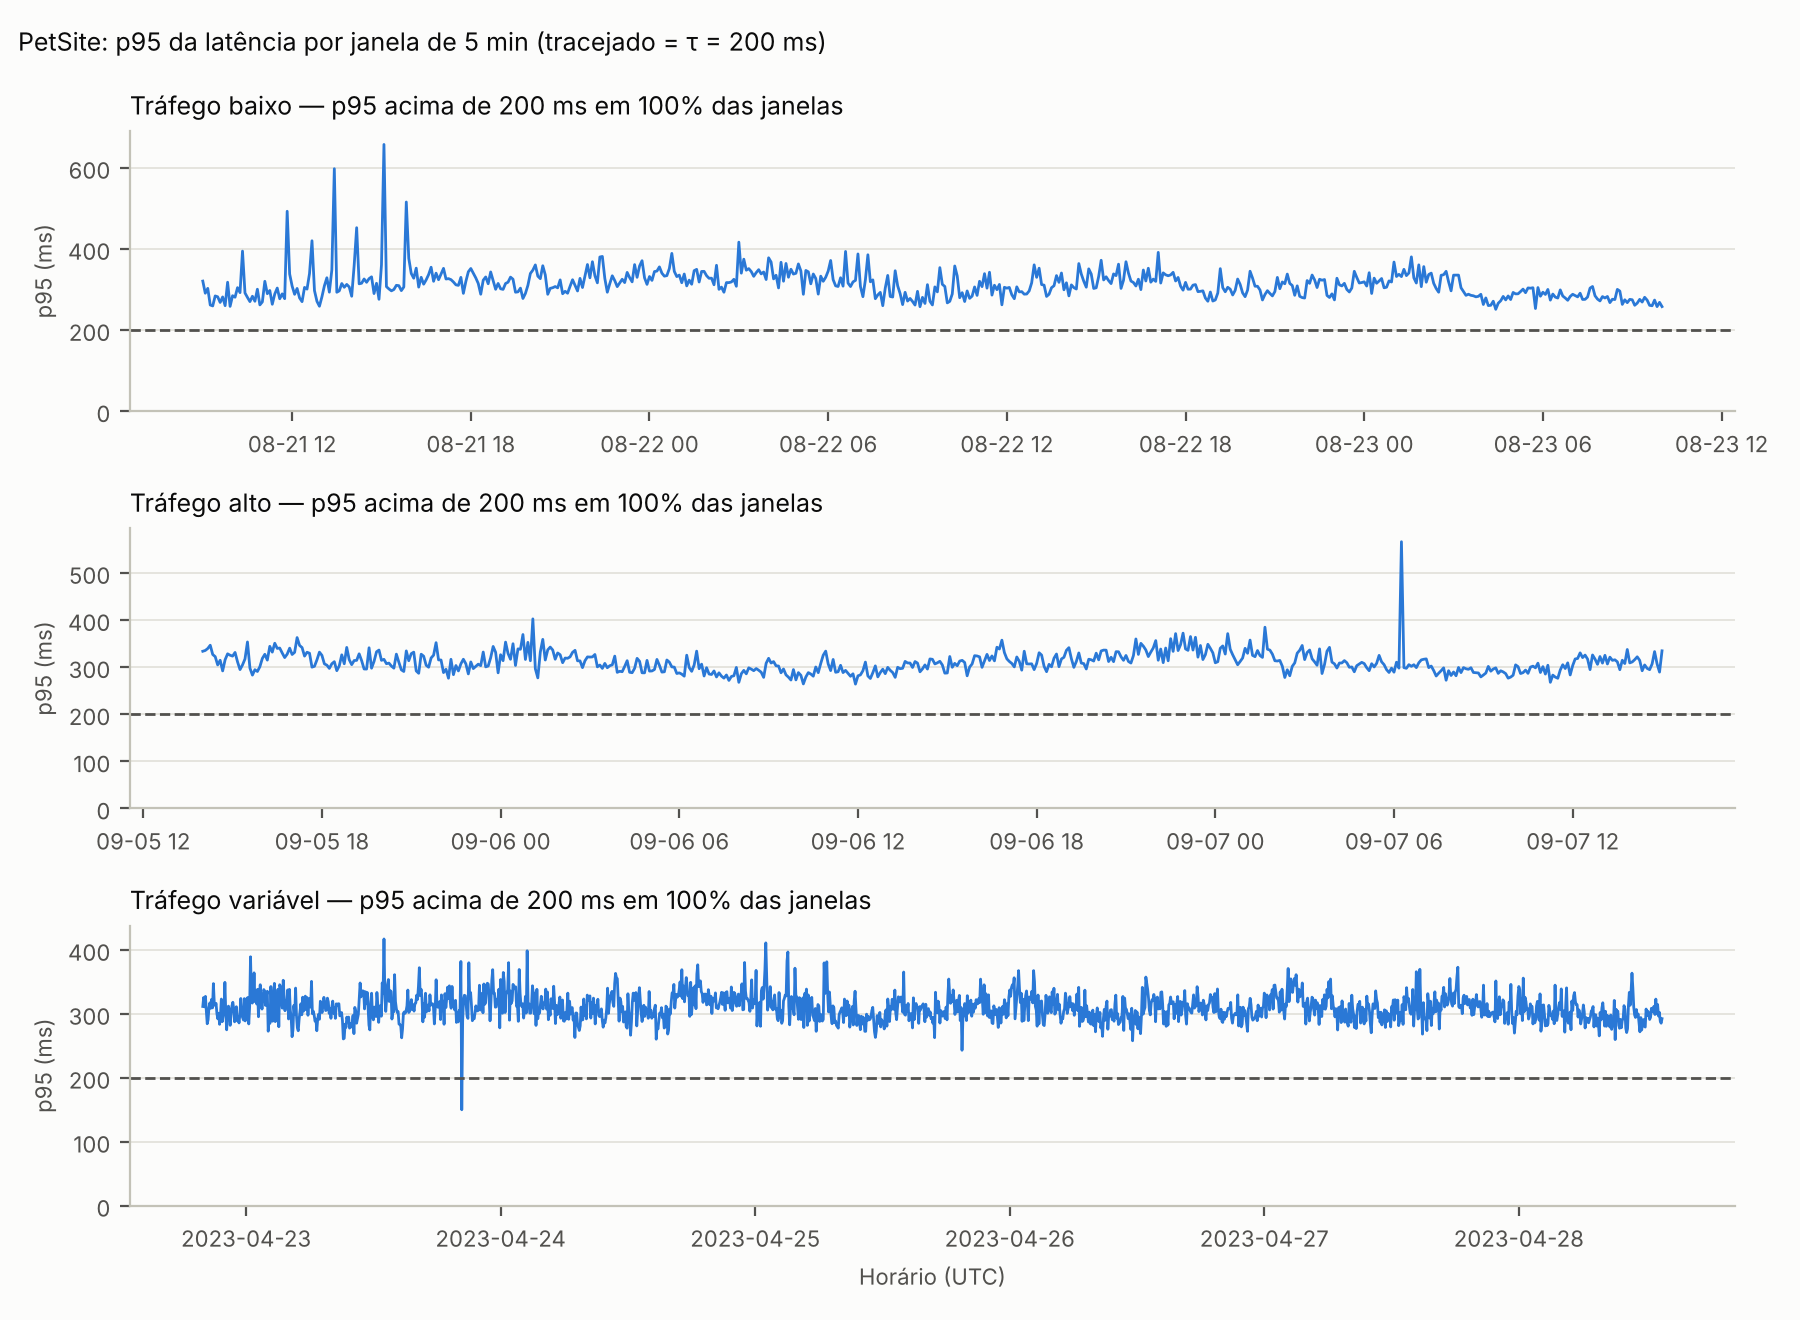 PetSite: p95 da latência por janela de 5 min (tracejado = τ = 200 ms)
Tráfego baixo — p95 acima de 200 ms em 100% das janelas
p95 (ms)
600
400
200
0
08-21 12 08-21 18 08-22 00 08-22 06 08-22 12 08-22 18 08-23 00 08-23 06 08-23 12
Tráfego alto — p95 acima de 200 ms em 100% das janelas
p95 (ms)
500
400
300
200
100
0
09-05 12 09-05 18 09-06 00 09-06 06 09-06 12 09-06 18 09-07 00 09-07 06 09-07 12
Tráfego variável — p95 acima de 200 ms em 100% das janelas
p95 (ms)
400
300
200
100
0
2023-04-23 2023-04-24 2023-04-25 2023-04-26 2023-04-27 2023-04-28
Horário (UTC)